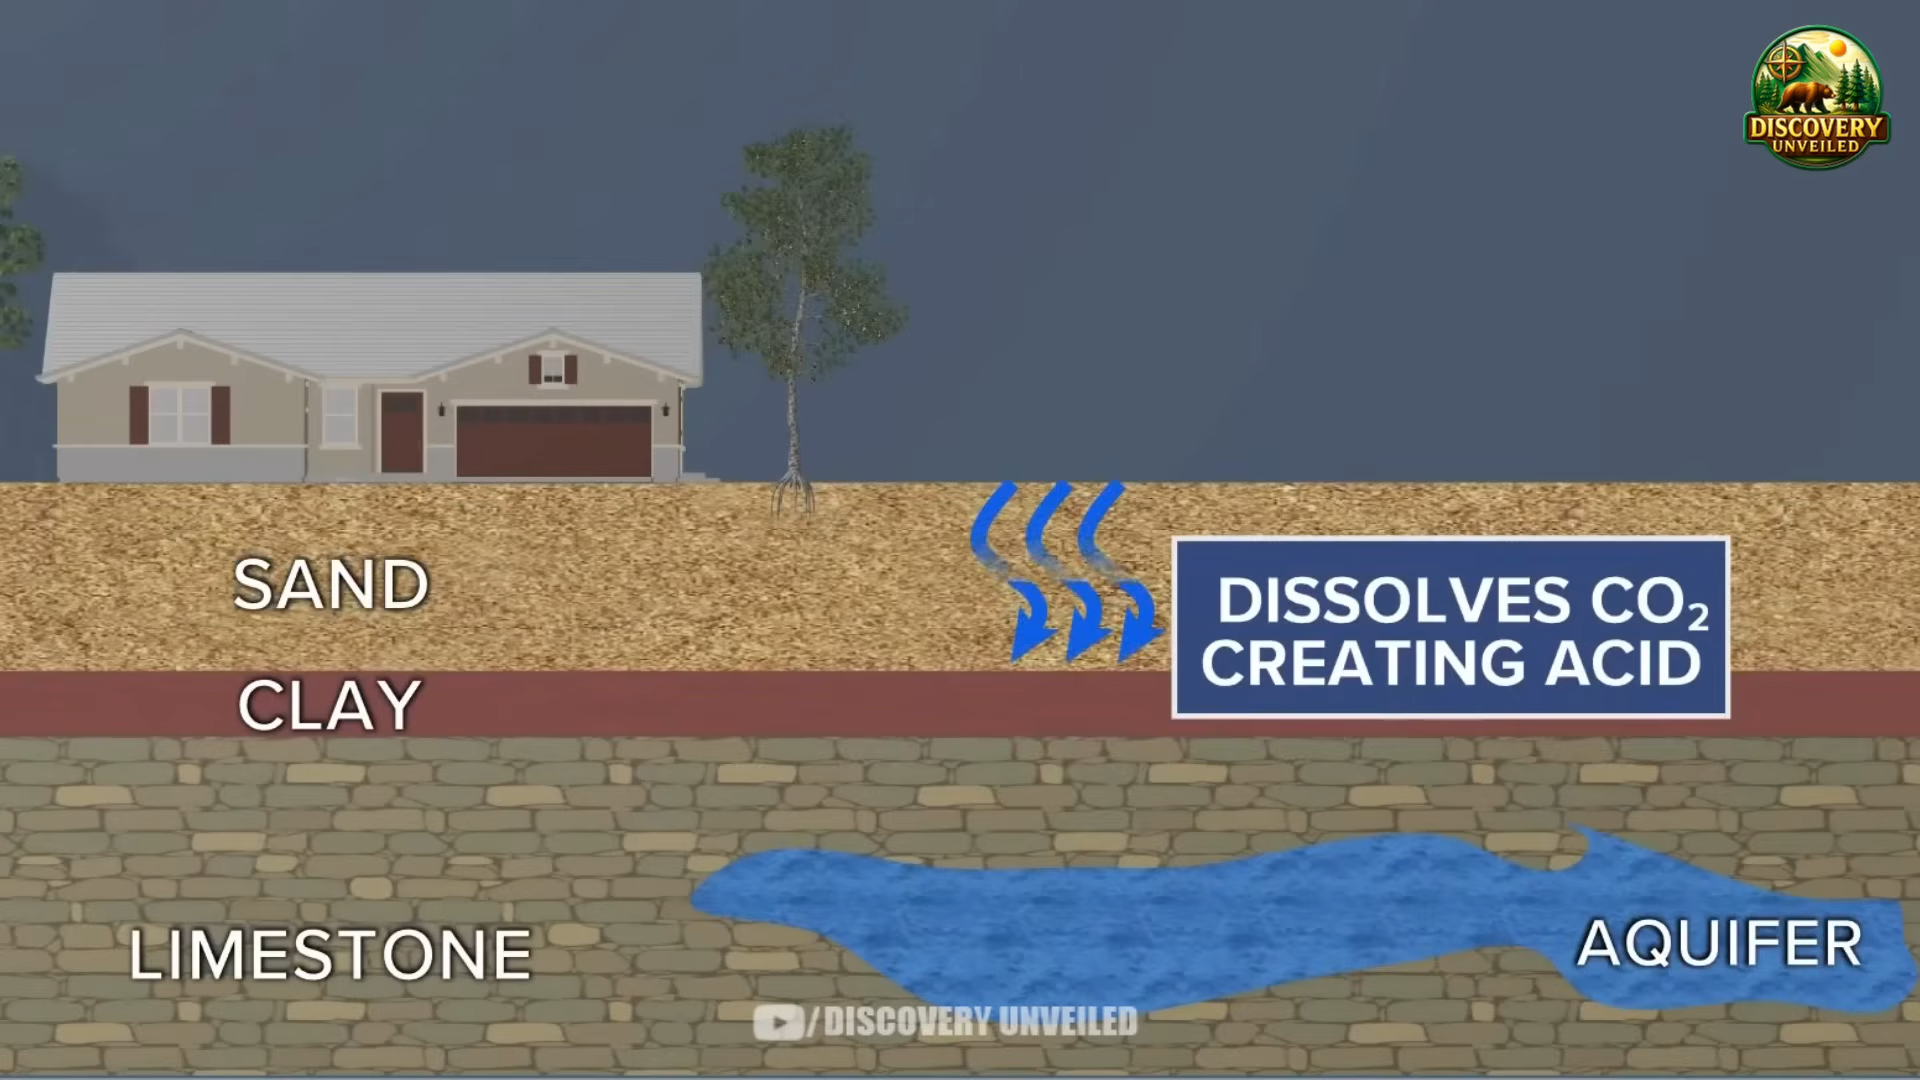 DISCOVERY
UNVEILED
SAND
DISSOLVES CO₂
CREATING ACID
CLAY
LIMESTONE
AQUIFER
/DISCOVERY UNVEILED